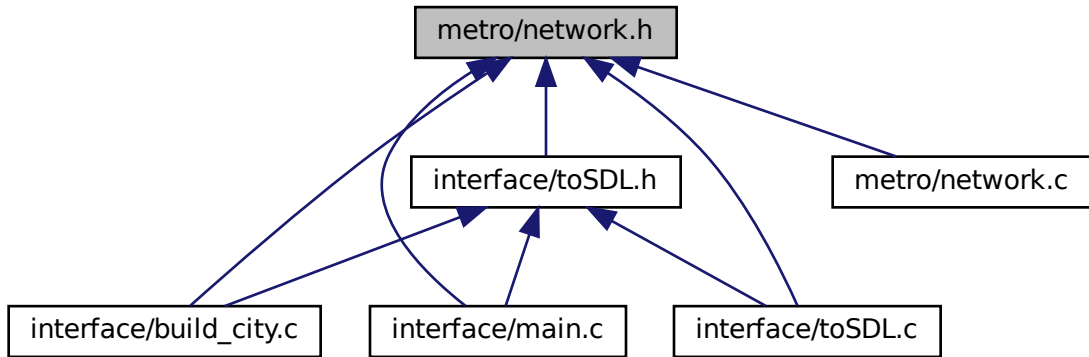 metro/network.h
interface/toSDL.h
metro/network.c
interface/build_city.c
interface/main.c
interface/toSDL.c